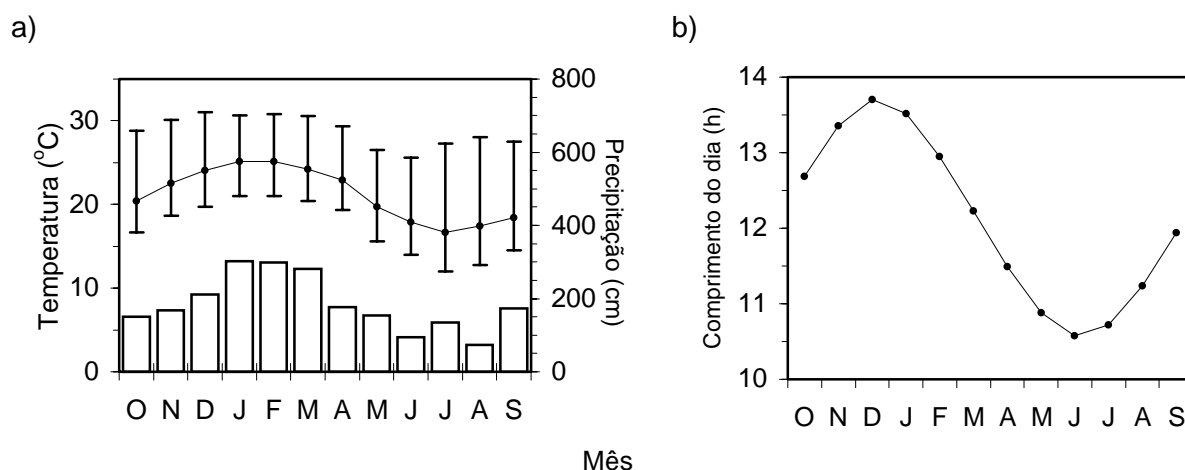 a)
b)
Temperatura (°C)
30
20
10
0
800
600
400
200
0
Precipitação (cm)
O N D J F M A M J J A S
Comprimento do dia (h)
14
13
12
11
10
O N D J F M A M J J A S
Mês